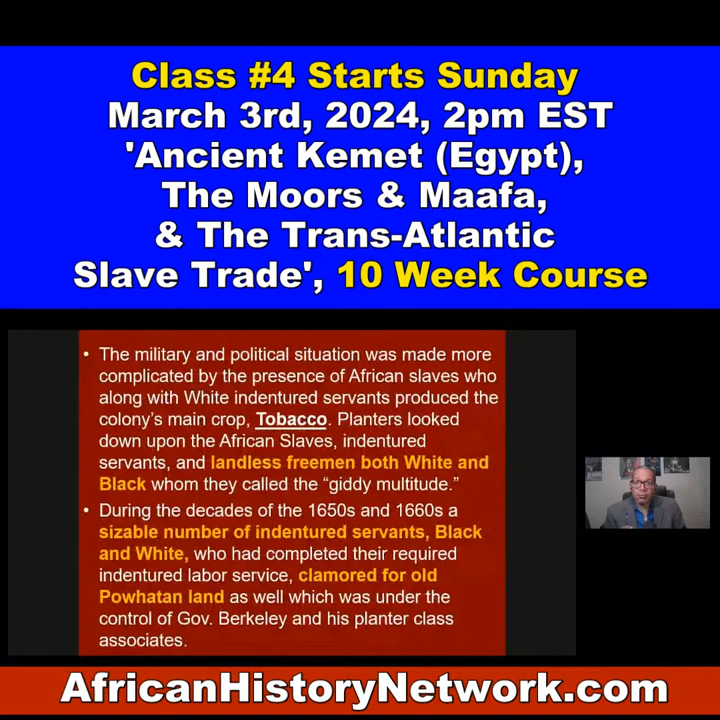 Class #4 Starts Sunday
March 3rd, 2024, 2pm EST
'Ancient Kemet (Egypt),
The Moors & Maafa,
& The Trans-Atlantic
Slave Trade', 10 Week Course
• The military and political situation was made more
complicated by the presence of African slaves who
along with White indentured servants produced the
colony's main crop, Tobacco. Planters looked
down upon the African Slaves, indentured
servants, and landless freemen both White and
Black whom they called the “giddy multitude.”
• During the decades of the 1650s and 1660s a
sizable number of indentured servants, Black
and White, who had completed their required
indentured labor service, clamored for old
Powhatan land as well which was under the
control of Gov. Berkeley and his planter class
associates.
AfricanHistoryNetwork.com